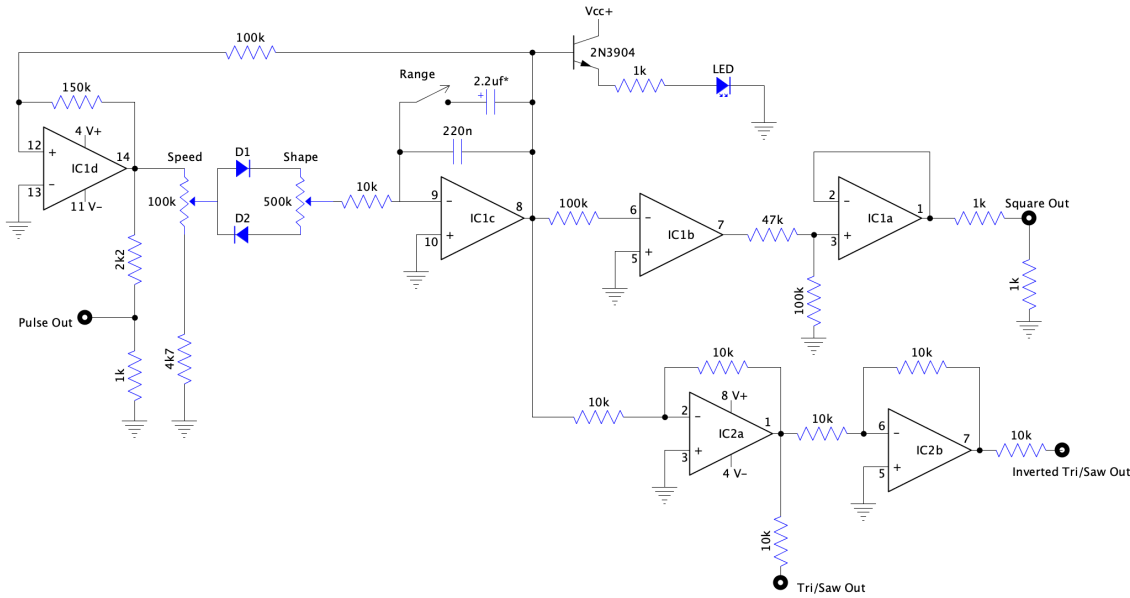 Vcc+
100k
2N3904
1k
LED
Range
2.2uf*
+
150k
220n
12
+
4 V+
14
IC1d
13
−
11 V−
Speed
D1
Shape
100k
500k
D2
10k
9
−
8
IC1c
10
+
100k
6
−
7
IC1b
5
+
47k
2
−
1
IC1a
3
+
1k
Square Out
100k
1k
2k2
Pulse Out
1k
4k7
10k
10k
10k
2
−
8 V+
1
IC2a
3
+
4 V−
10k
6
−
7
IC2b
5
+
10k
Inverted Tri/Saw Out
10k
Tri/Saw Out